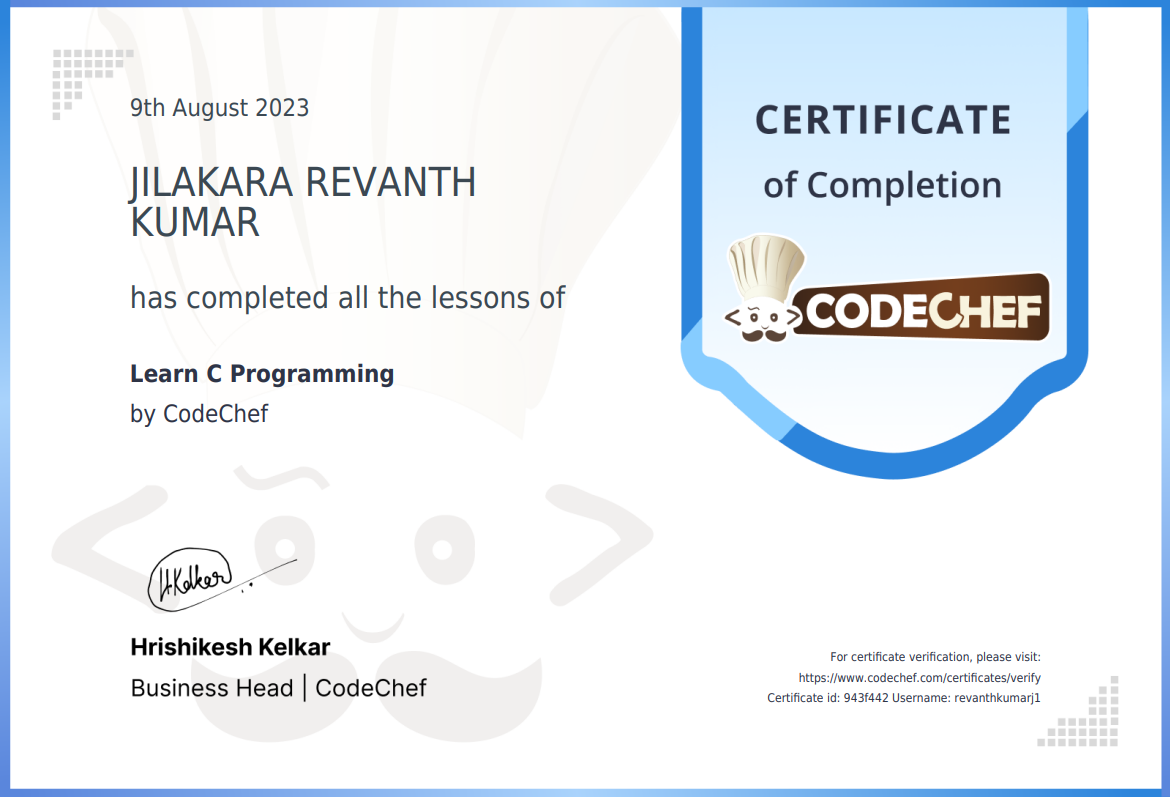 9th August 2023
JILAKARA REVANTH
KUMAR
has completed all the lessons of
Learn C Programming
by CodeChef
HKelkar
Hrishikesh Kelkar
Business Head | CodeChef
CERTIFICATE
of Completion
CODECHEF
For certificate verification, please visit:
https://www.codechef.com/certificates/verify
Certificate id: 943f442 Username: revanthkumarj1